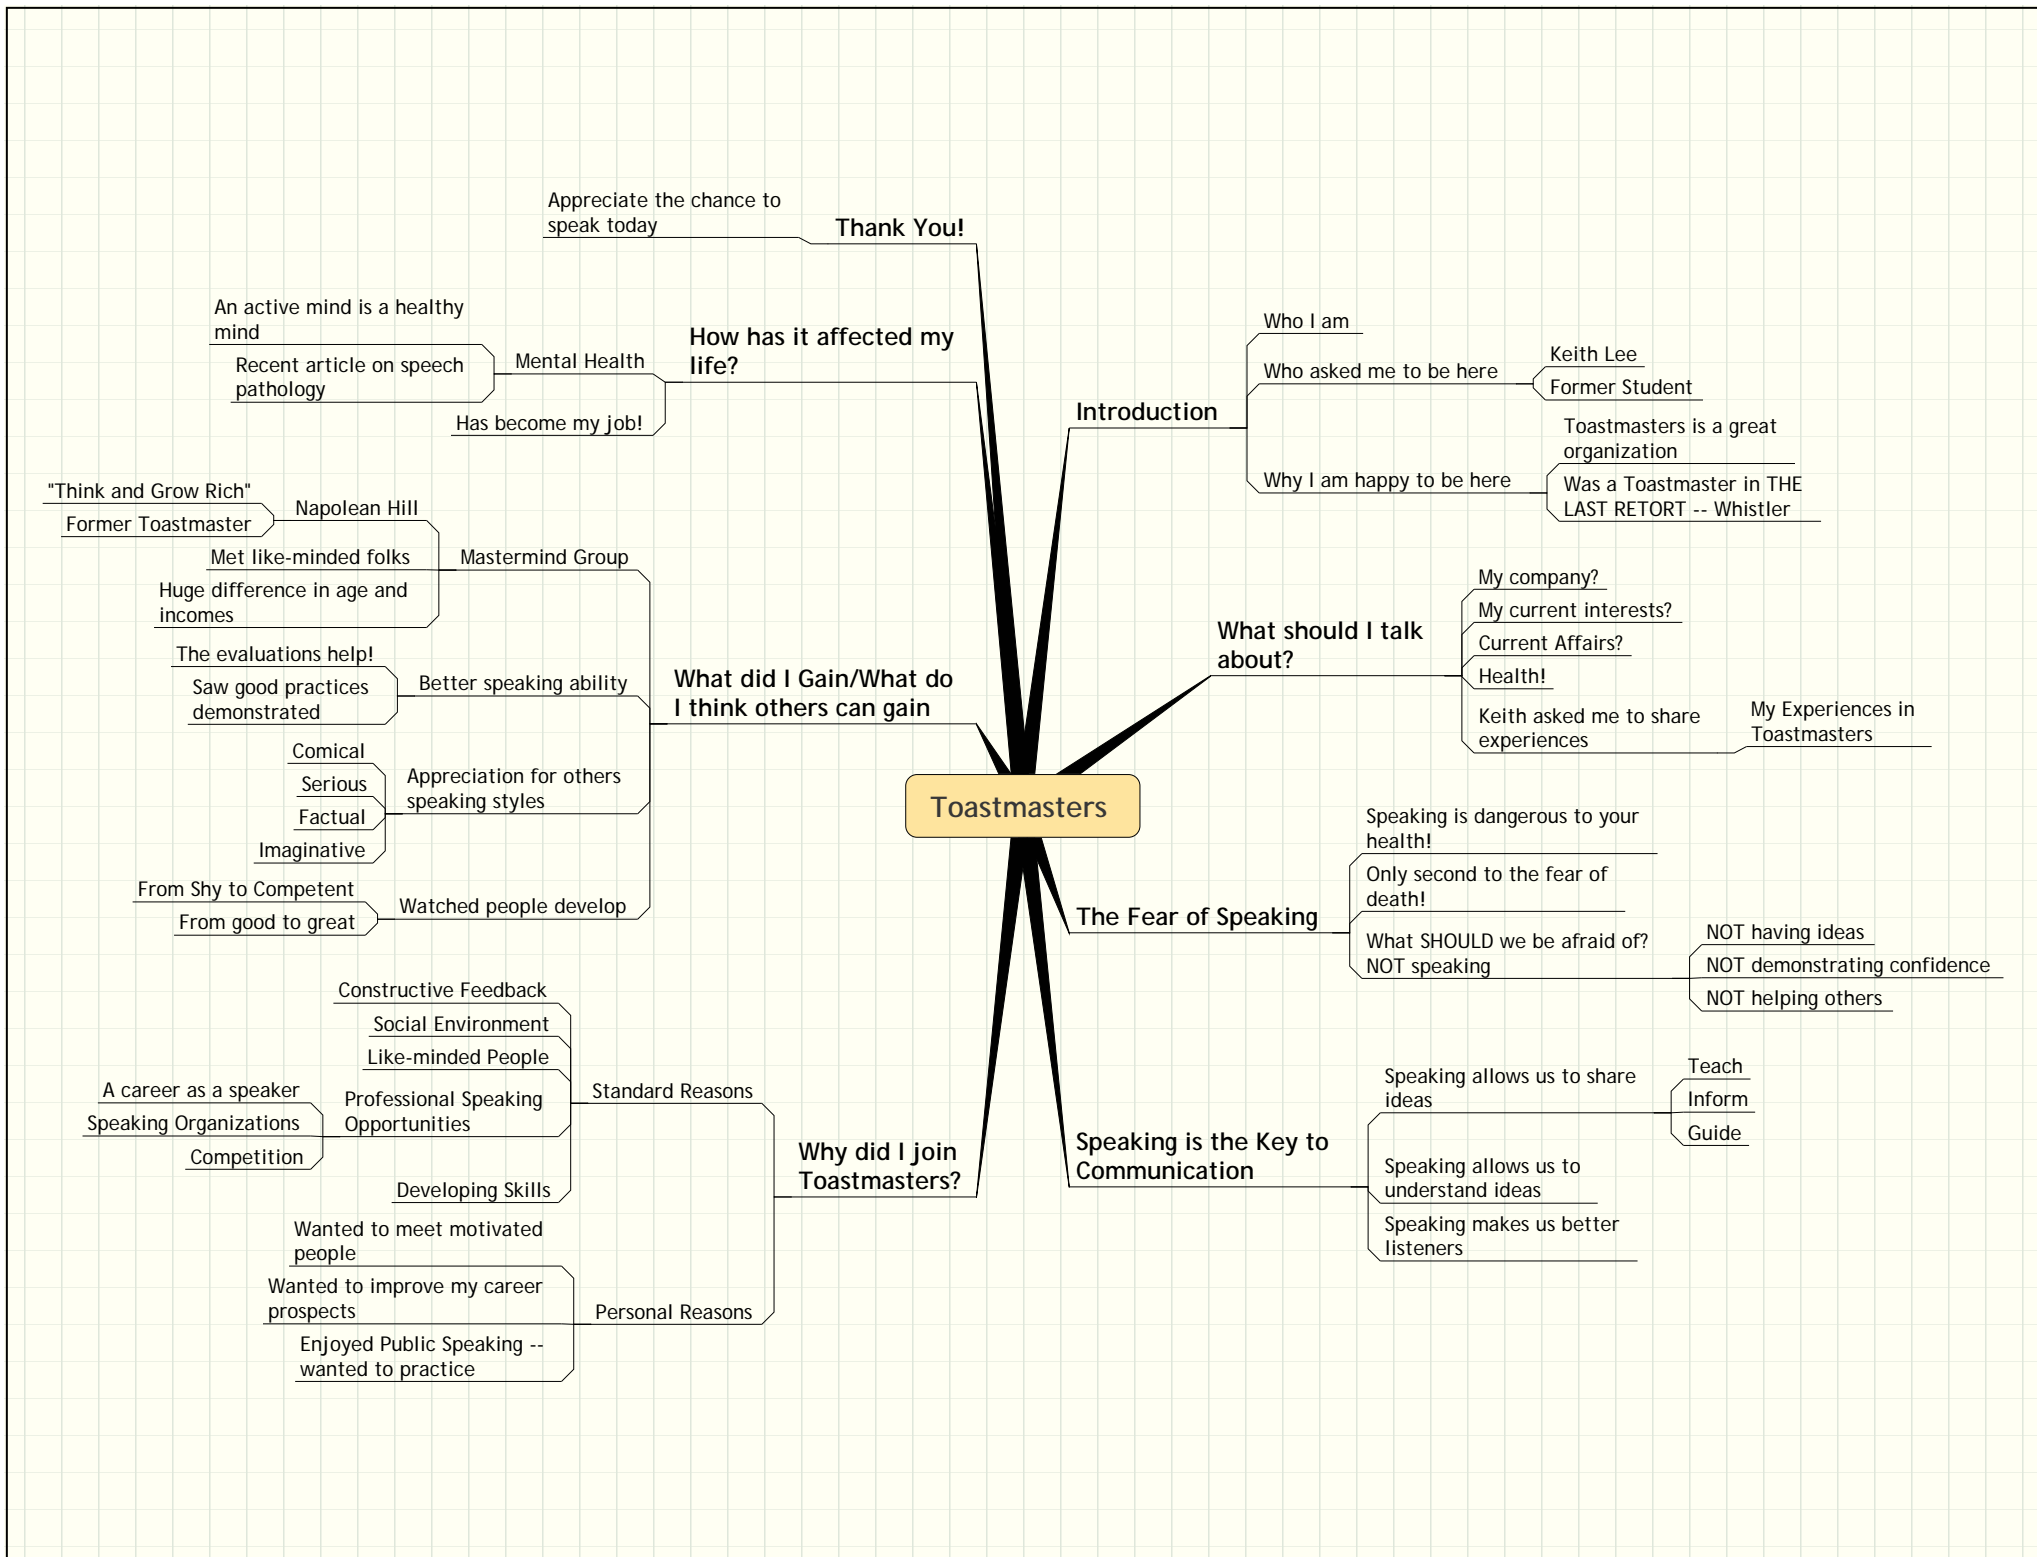 Toastmasters
Introduction
Who I am
Who asked me to be here
Keith Lee
Former Student
Why I am happy to be here
Toastmasters is a great
organization
Was a Toastmaster in THE
LAST RETORT -- Whistler
What should I talk
about?
My company?
My current interests?
Current Affairs?
Health!
Keith asked me to share
experiences
My Experiences in
Toastmasters
The Fear of Speaking
Speaking is dangerous to your
health!
Only second to the fear of
death!
What SHOULD we be afraid of?
NOT speaking
NOT having ideas
NOT demonstrating confidence
NOT helping others
Speaking is the Key to
Communication
Speaking allows us to share
ideas
Teach
Inform
Guide
Speaking allows us to
understand ideas
Speaking makes us better
listeners
Why did I join
Toastmasters?
Standard Reasons
Constructive Feedback
Social Environment
Like-minded People
Professional Speaking
Opportunities
A career as a speaker
Speaking Organizations
Competition
Developing Skills
Personal Reasons
Wanted to meet motivated
people
Wanted to improve my career
prospects
Enjoyed Public Speaking --
wanted to practice
What did I Gain/What do
I think others can gain
Mastermind Group
Napolean Hill
"Think and Grow Rich"
Former Toastmaster
Met like-minded folks
Huge difference in age and
incomes
Better speaking ability
The evaluations help!
Saw good practices
demonstrated
Appreciation for others
speaking styles
Comical
Serious
Factual
Imaginative
Watched people develop
From Shy to Competent
From good to great
How has it affected my
life?
Mental Health
An active mind is a healthy
mind
Recent article on speech
pathology
Has become my job!
Thank You!
Appreciate the chance to
speak today